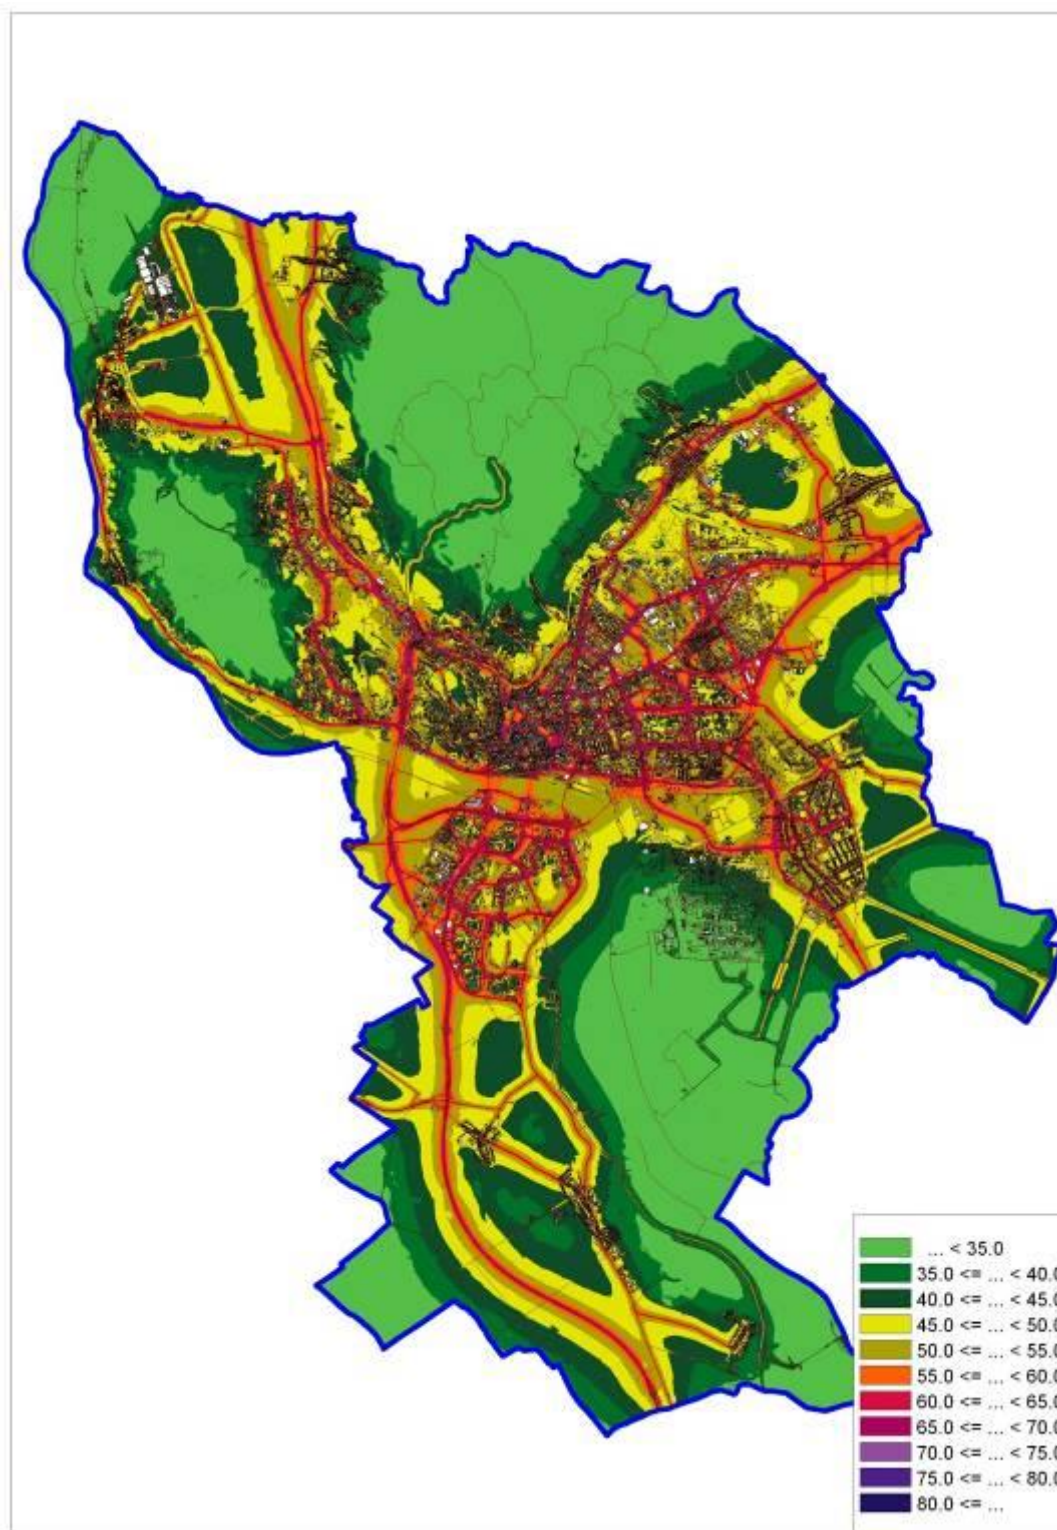 ... < 35.0
35.0 <= ... < 40.0
40.0 <= ... < 45.0
45.0 <= ... < 50.0
50.0 <= ... < 55.0
55.0 <= ... < 60.0
60.0 <= ... < 65.0
65.0 <= ... < 70.0
70.0 <= ... < 75.0
75.0 <= ... < 80.0
80.0 <= ...